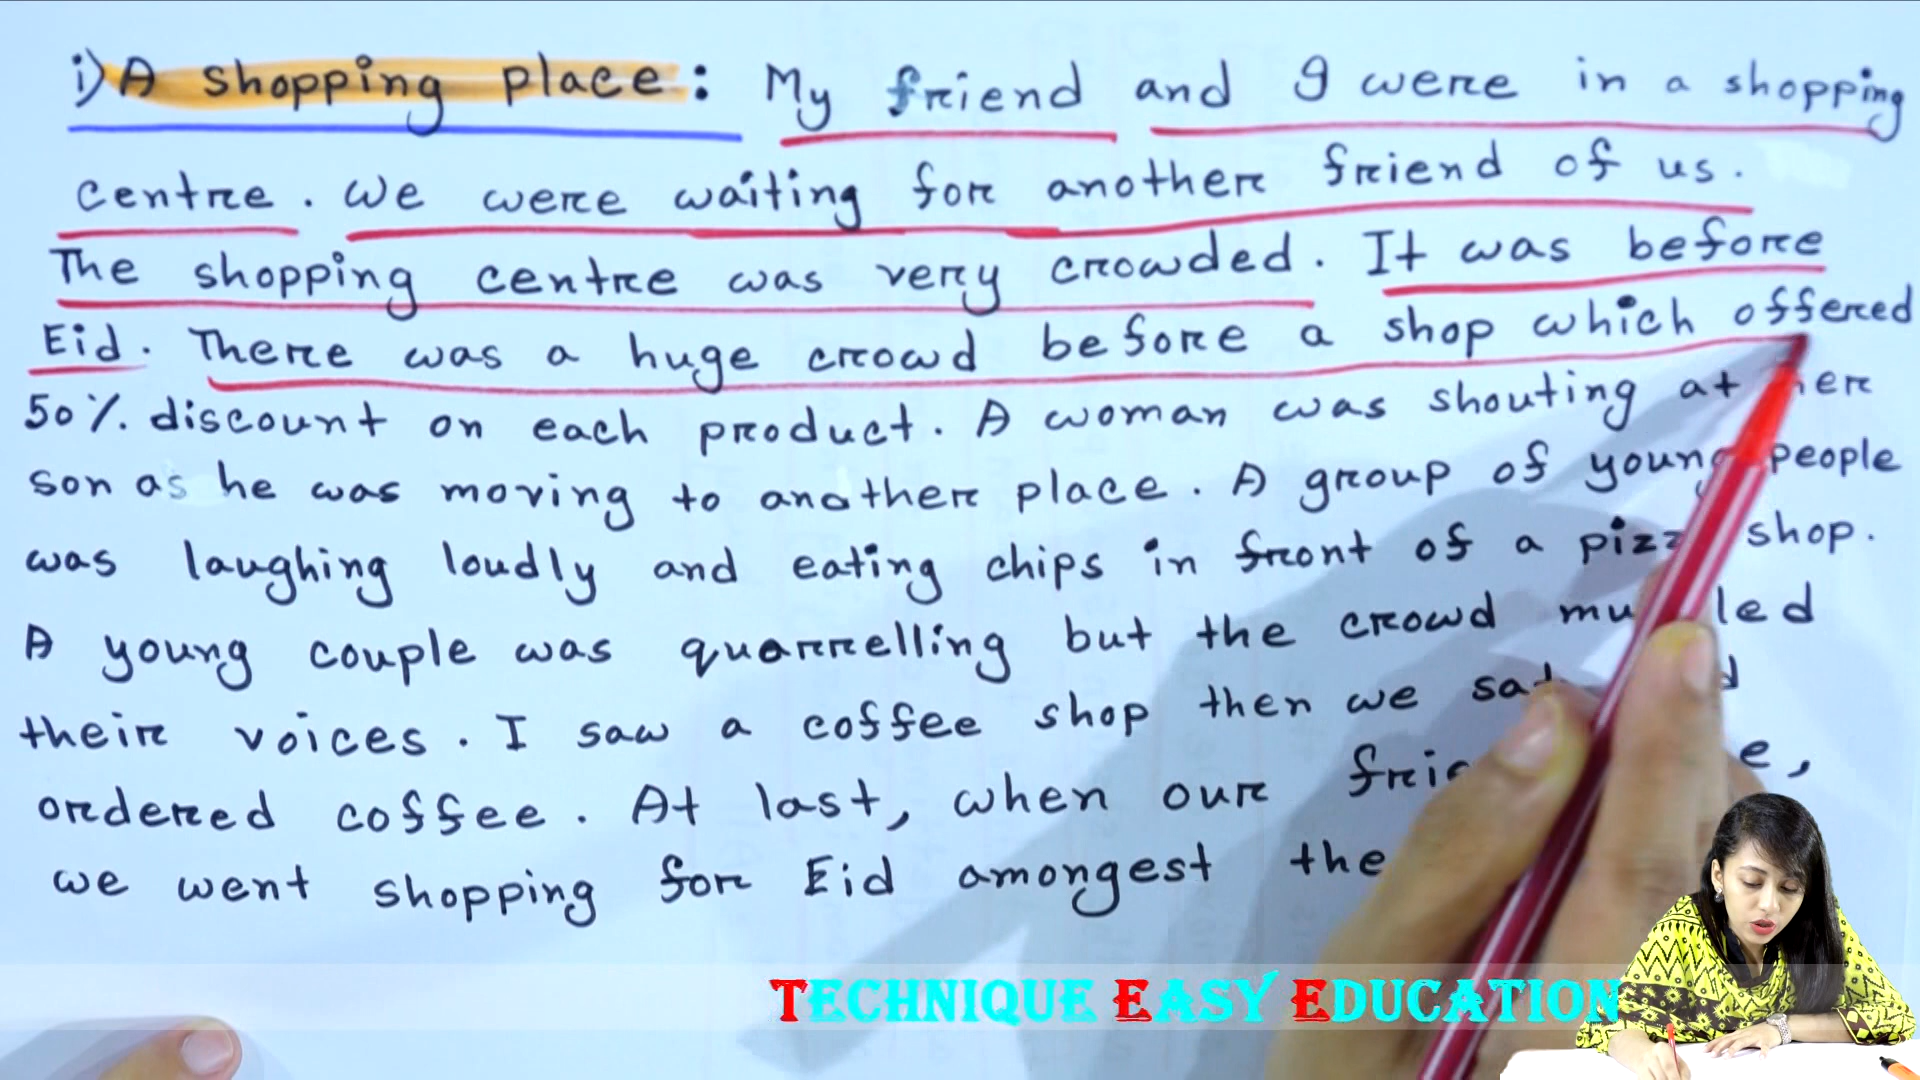 i) A shopping place: My friend and I were in a shopping
centre. We were waiting for another friend of us.
The shopping centre was very crowded. It was before
Eid. There was a huge crowd before a shop which offered
50% discount on each product. A woman was shouting at
son as he was moving to another place. A group of young people
was laughing loudly and eating chips in front of a shop.
A young couple was quarrelling but the crowd
their voices. I saw a coffee shop then we
ordered coffee. At last, when our
we went shopping for Eid amongest
TECHNIQUE EASY EDUCATION